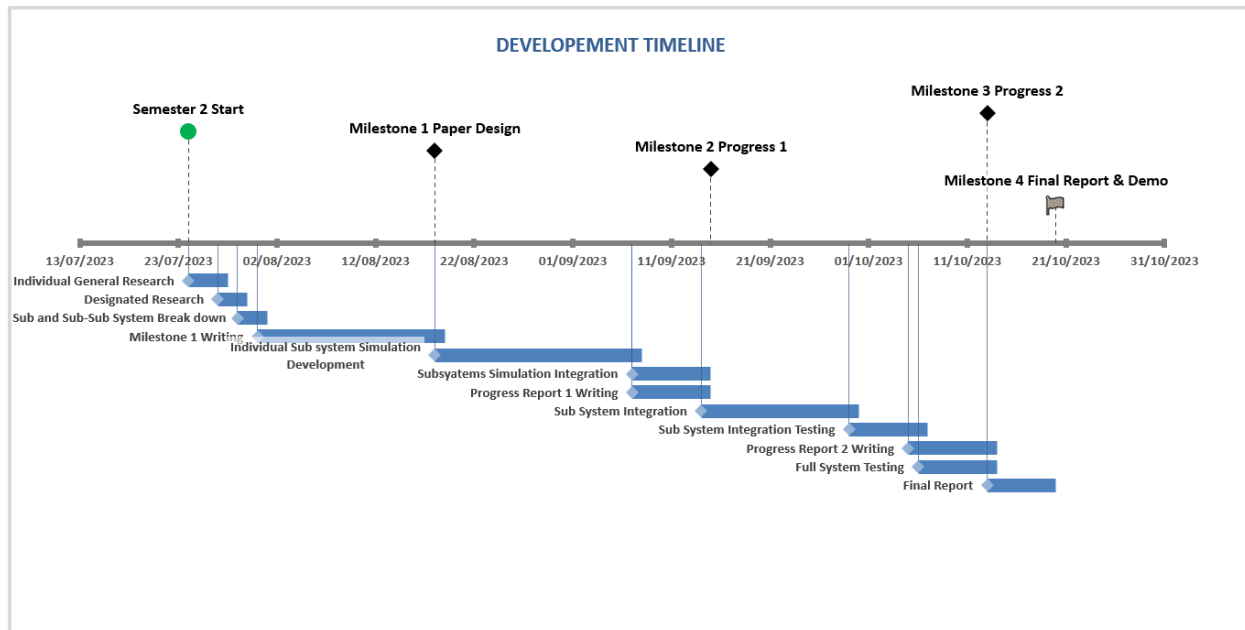 DEVELOPEMENT TIMELINE
Milestone 3 Progress 2
Semester 2 Start
Milestone 1 Paper Design
Milestone 2 Progress 1
Milestone 4 Final Report & Demo
13/07/2023 23/07/2023 02/08/2023 12/08/2023 22/08/2023 01/09/2023 11/09/2023 21/09/2023 01/10/2023 11/10/2023 21/10/2023 31/10/2023
Individual General Research
Designated Research
Sub and Sub-Sub System Break down
Milestone 1 Writing
Individual Sub system Simulation
Development
Subsyatems Simulation Integration
Progress Report 1 Writing
Sub System Integration
Sub System Integration Testing
Progress Report 2 Writing
Full System Testing
Final Report